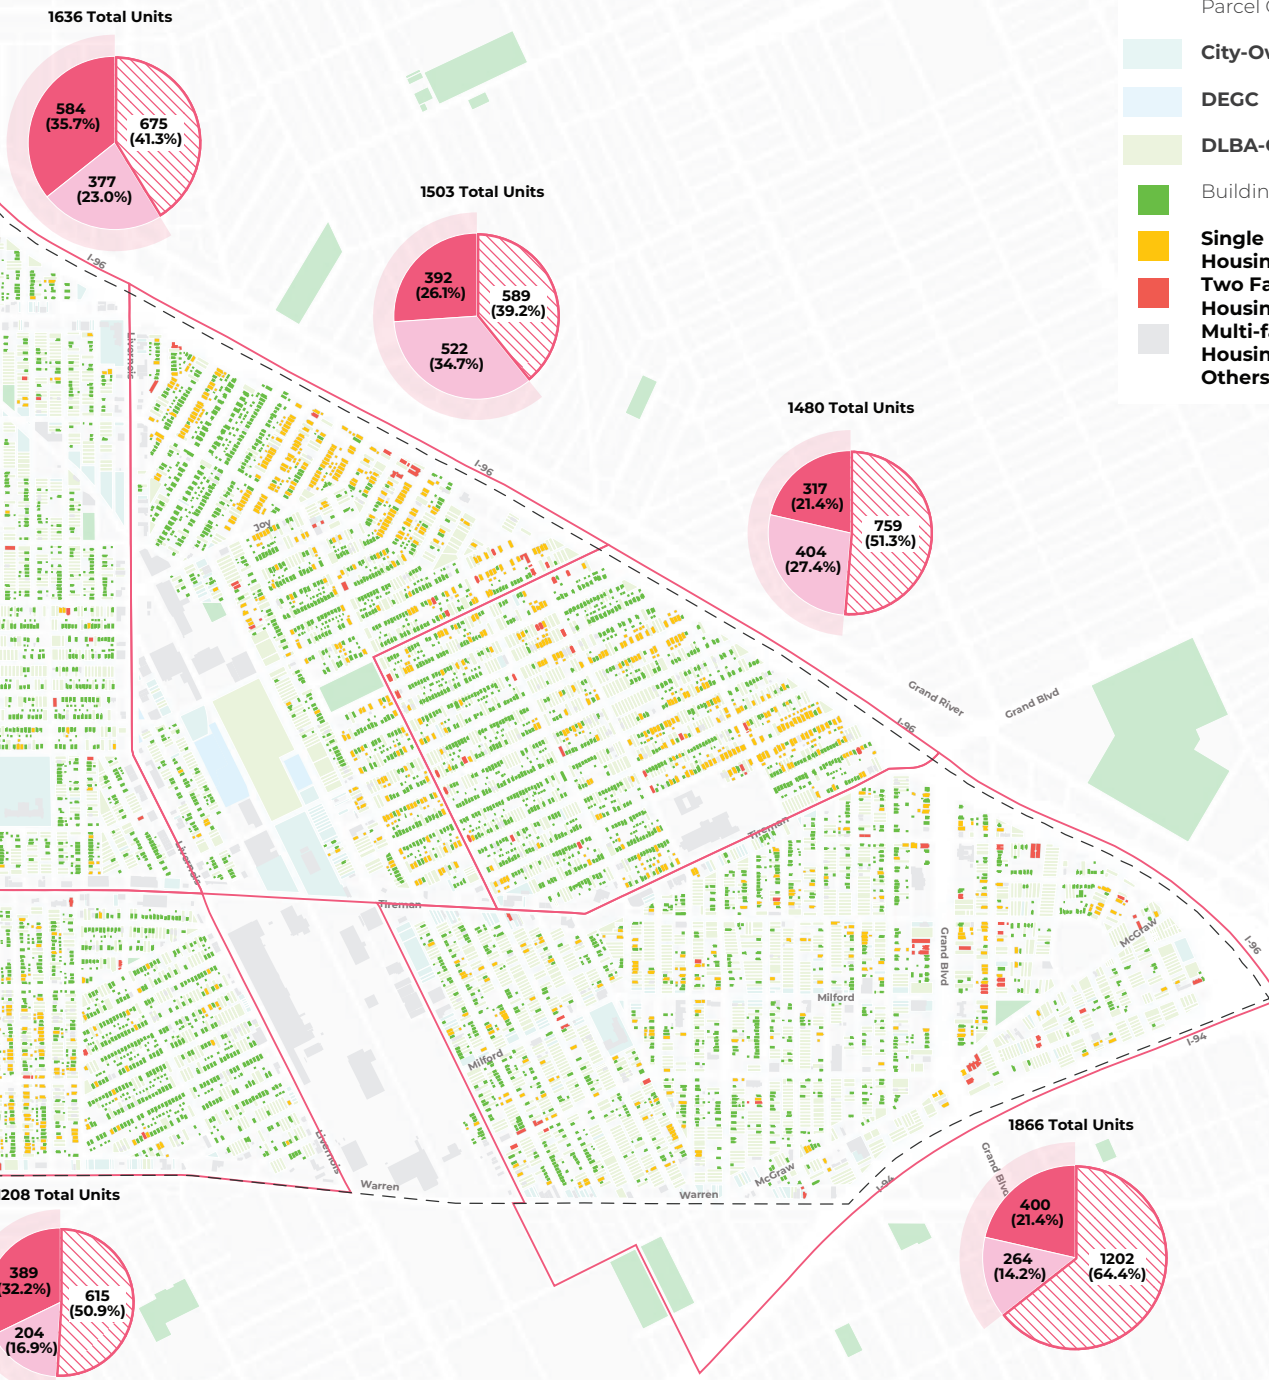 1636 Total Units
584
(35.7%)
675
(41.3%)
377
(23.0%)
1503 Total Units
392
(26.1%)
589
(39.2%)
522
(34.7%)
1480 Total Units
317
(21.4%)
759
(51.3%)
404
(27.4%)
Parcel
City-Ow
DEGC
DLBA-
Buildin
Single
Housin
Two Fa
Housin
Multi-fa
Housin
Others
I-96
Livernois
I-96
Joy
Grand River
Grand Blvd
I-96
Tireman
Livernois
Tireman
Grand Blvd
McGraw
I-96
Milford
Milford
I-94
Livernois
Warren
Warren
McGraw
I-94
Grand Blvd
1866 Total Units
400
(21.4%)
264
(14.2%)
1202
(64.4%)
208 Total Units
389
(32.2%)
615
(50.9%)
204
(16.9%)